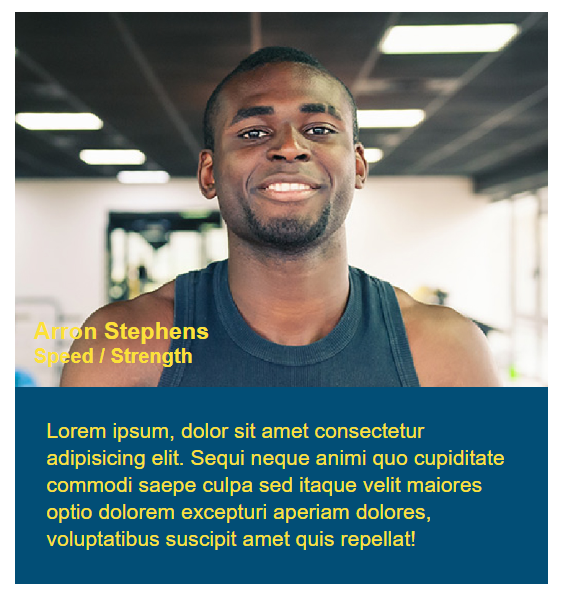 Arron Stephens
Speed / Strength
Lorem ipsum, dolor sit amet consectetur
adipisicing elit. Sequi neque animi quo cupiditate
commodi saepe culpa sed itaque velit maiores
optio dolorem excepturi aperiam dolores,
voluptatibus suscipit amet quis repellat!